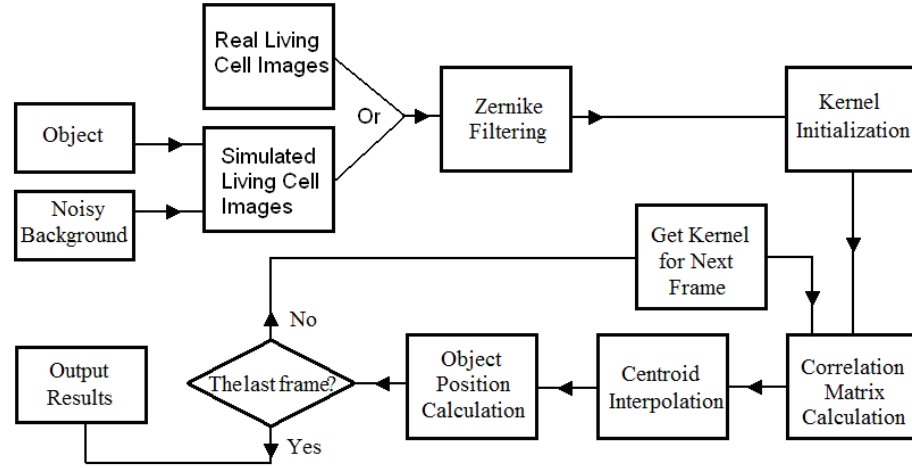 Real Living
Cell Images
Object
Or
Zernike
Filtering
Kernel
Initialization
Simulated
Living Cell
Images
Noisy
Background
Get Kernel
for Next
Frame
No
Output
Results
The last frame?
Object
Position
Calculation
Centroid
Interpolation
Correlation
Matrix
Calculation
Yes